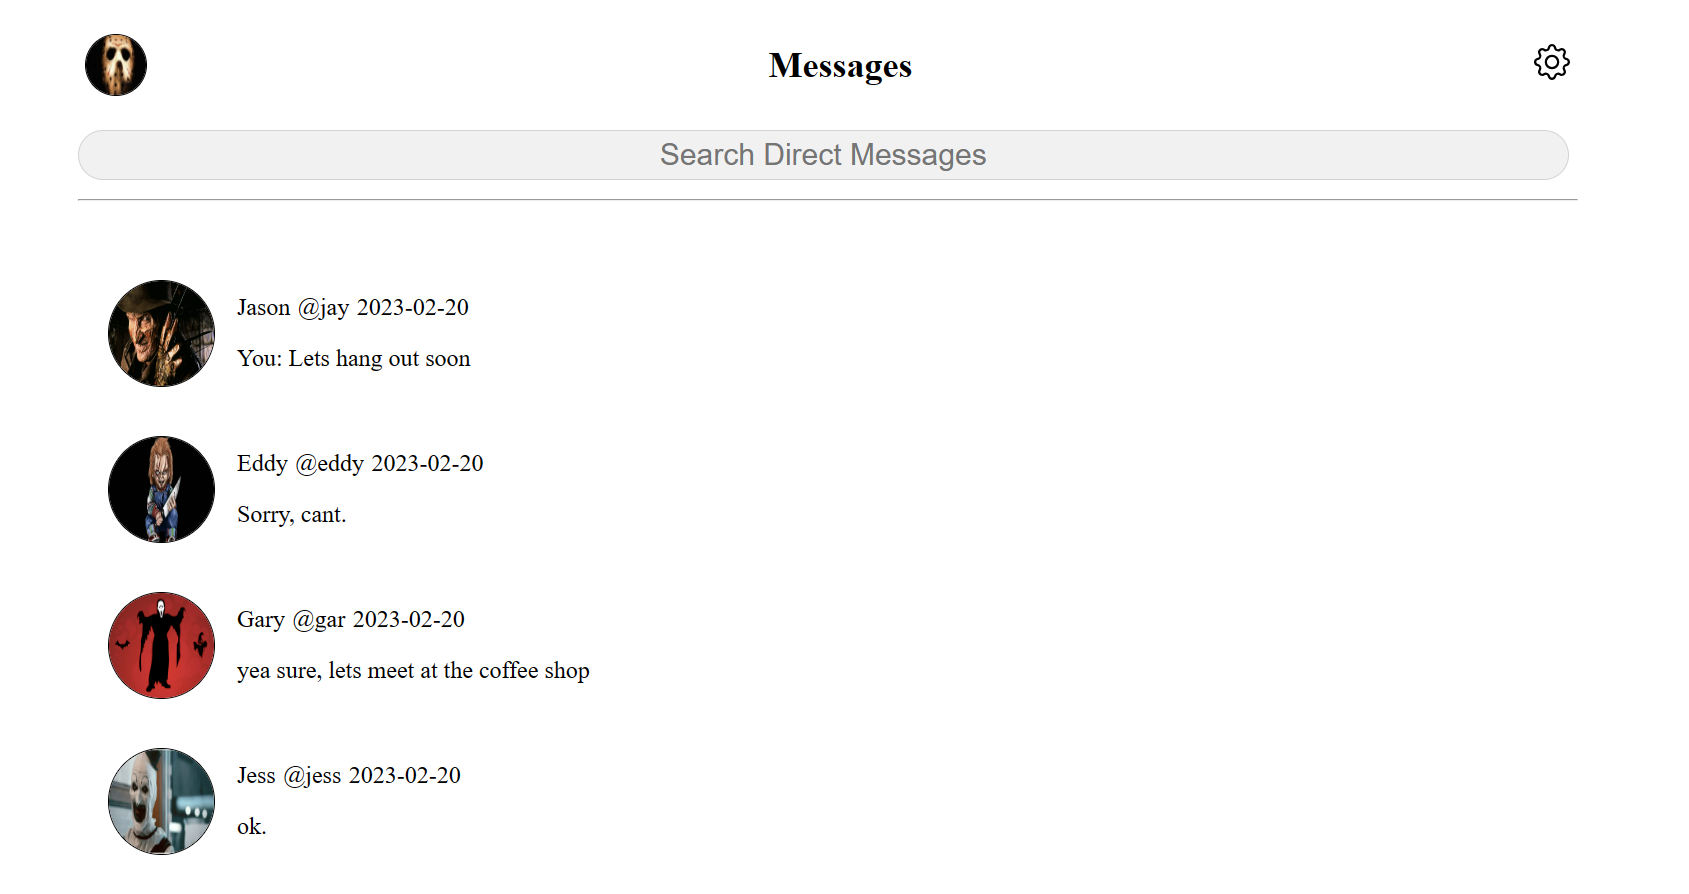 Messages
Search Direct Messages
Jason @jay 2023-02-20
You: Lets hang out soon
Eddy @eddy 2023-02-20
Sorry, cant.
Gary @gar 2023-02-20
yea sure, lets meet at the coffee shop
Jess @jess 2023-02-20
ok.